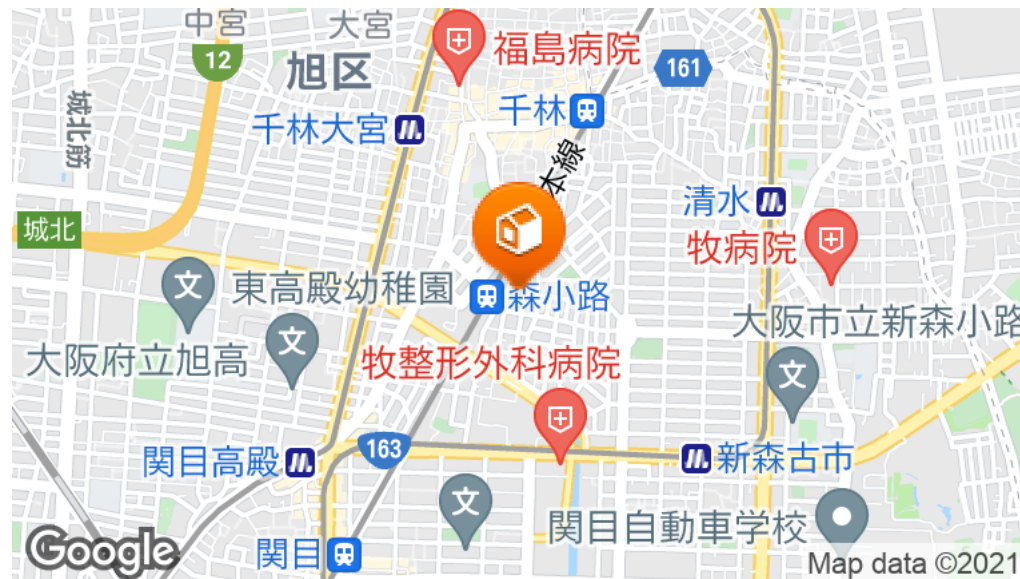 中宮
大宮
12
旭区
福島病院
161
城北筋
千林大宮
千林
本線
清水
城北
牧病院
東高殿幼稚園
森小路
大阪市立新森小路
大阪府立旭高
牧整形外科病院
文
文
文
文
関目高殿
163
新森古市
関目自動車学校
関目
Google
Map data ©2021